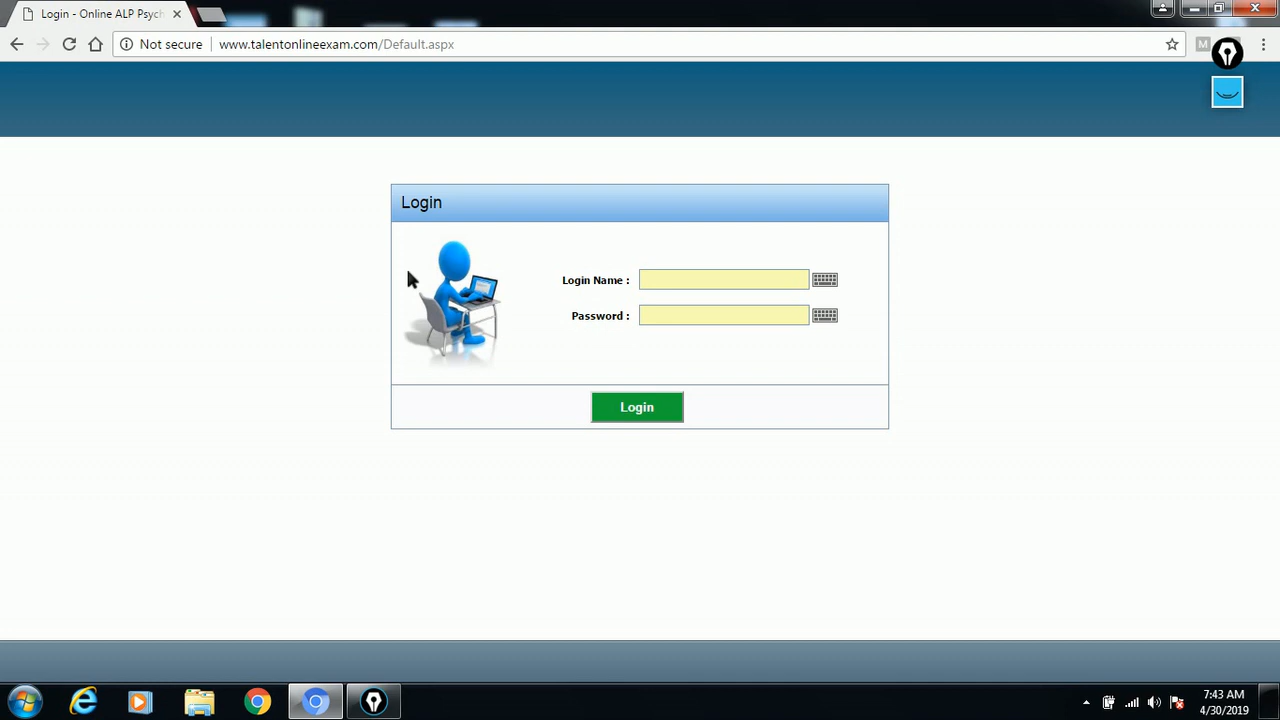 Login - Online ALP Psych
Not secure
www.talentonlineexam.com/Default.aspx
M
Login
Login Name :
Password :
Login
7:43 AM
4/30/2019